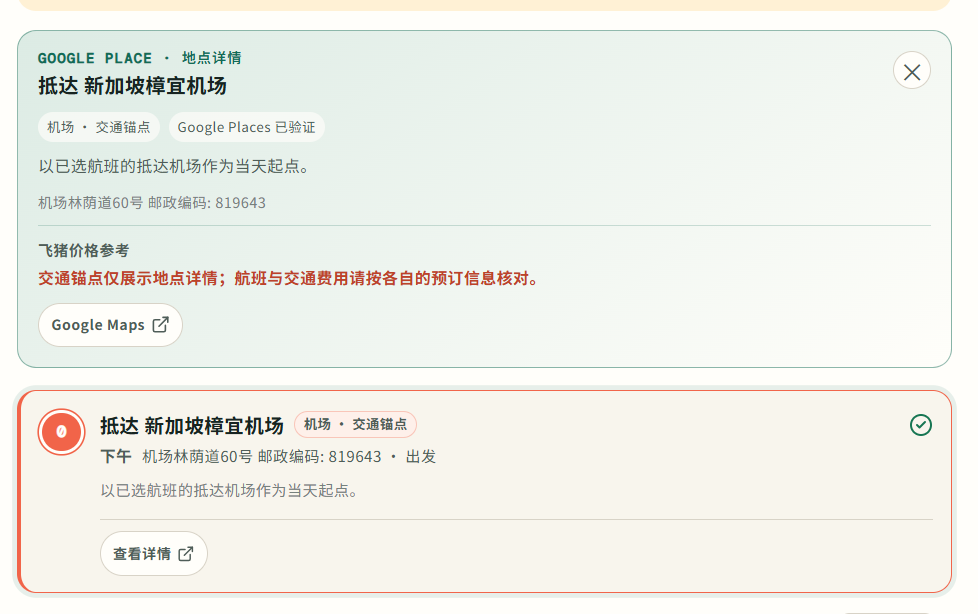 GOOGLE PLACE · 地点详情
抵达 新加坡樟宜机场
机场 · 交通锚点 Google Places 已验证
以已选航班的抵达机场作为当天起点。
机场林荫道60号 邮政编码: 819643
飞猪价格参考
交通锚点仅展示地点详情；航班与交通费用请按各自的预订信息核对。
Google Maps
0 抵达 新加坡樟宜机场 机场 · 交通锚点
下午 机场林荫道60号 邮政编码: 819643 · 出发
以已选航班的抵达机场作为当天起点。
查看详情